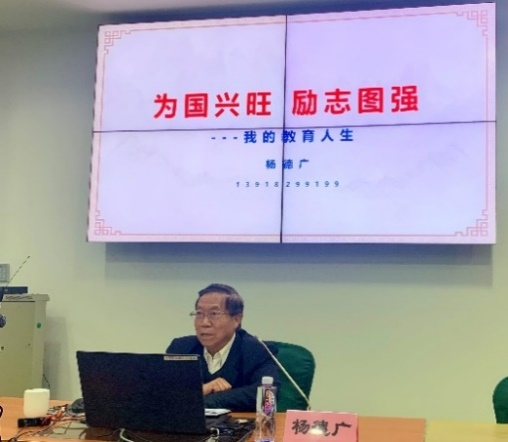 为国兴旺 励志图强
---我的教育人生
杨德广
13918299199
杨德广